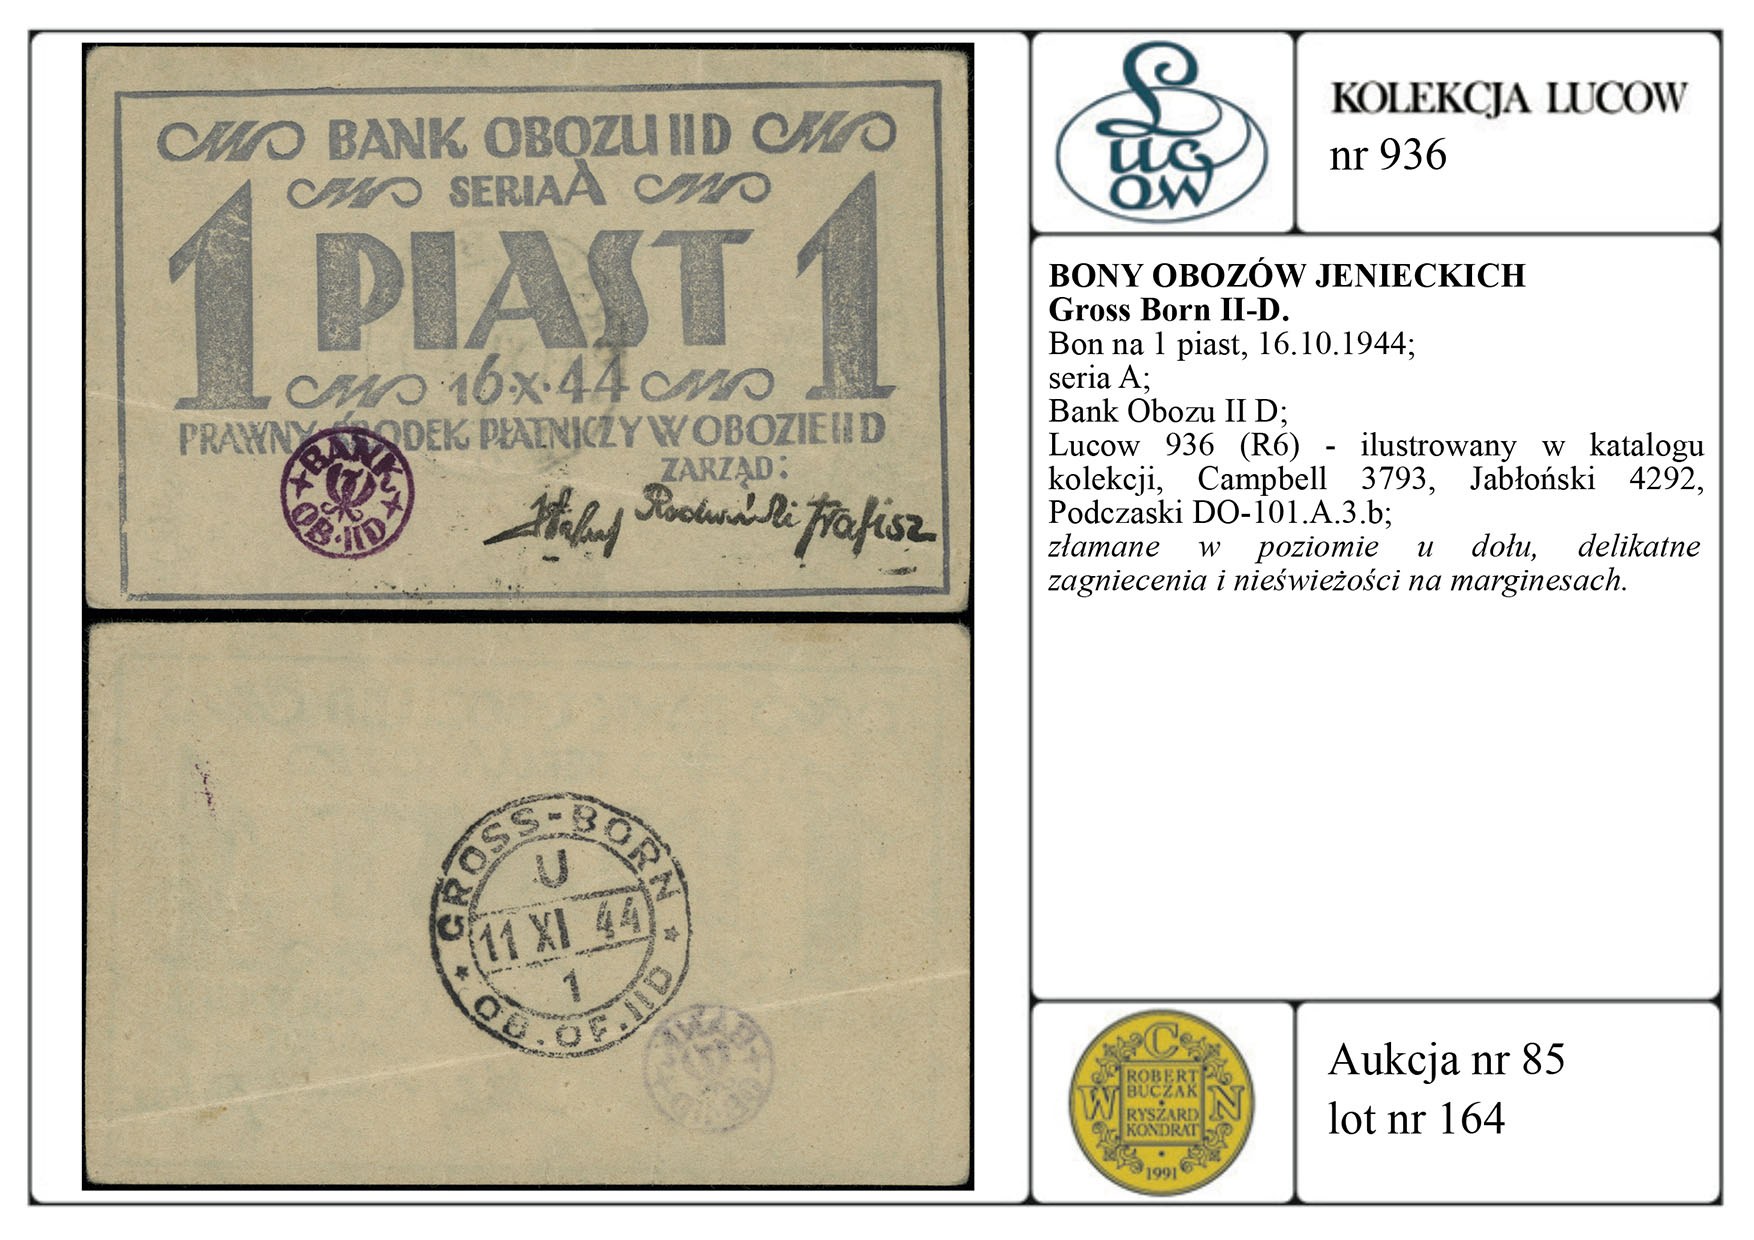 BANK OBOZU II D
SERIA A
1 PIAST 1
16.X.44
PRAWNY ŚRODEK PŁATNICZY W OBOZIE II D
ZARZĄD:
BANK
OB. IID
GROSS-BORN
U
11 XI 44
1
OB.OF.IID
Lucow
KOLEKCJA LUCOW
nr 936
BONY OBOZÓW JENIECKICH
Gross Born II-D.
Bon na 1 piast, 16.10.1944;
seria A;
Bank Obozu II D;
Lucow 936 (R6) - ilustrowany w katalogu
kolekcji, Campbell 3793, Jabłoński 4292,
Podczaski DO-101.A.3.b;
złamane w poziomie u dołu, delikatne
zagniecenia i nieświeżości na marginesach.
W C N
ROBERT
BUCZAK
RYSZARD
KONDRAT
1991
Aukcja nr 85
lot nr 164